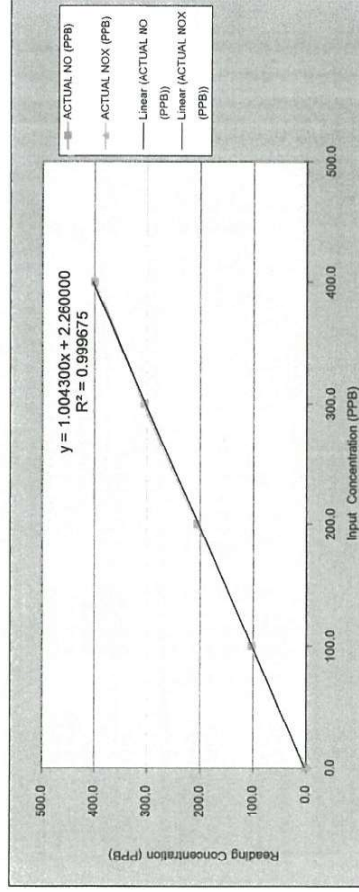 y = 1.004300x + 2.260000
R² = 0.999675
500.0
400.0
300.0
200.0
100.0
0.0
Reading Concentration (PPB)
0.0
100.0
200.0
300.0
400.0
500.0
Input Concentration (PPB)
ACTUAL NO (PPB)
ACTUAL NOX (PPB)
Linear (ACTUAL NO
(PPB))
Linear (ACTUAL NOX
(PPB))